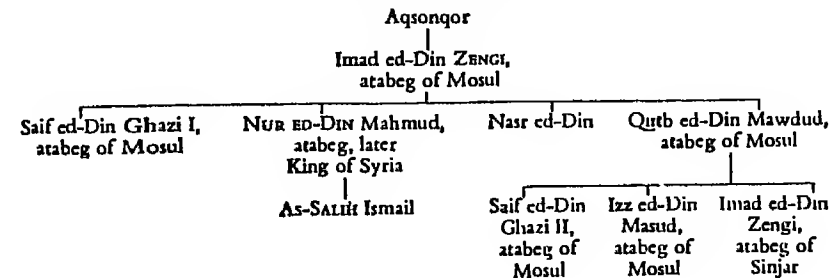 Aqsonqor
Imad ed-Din ZENGI,
atabeg of Mosul
Saif ed-Din Ghazi I,
atabeg of Mosul
NUR ED-DIN Mahmud,
atabeg, later
King of Syria
Nasr ed-Din
Qutb ed-Din Mawdud,
atabeg of Mosul
AS-SALIH Ismail
Saif ed-Din
Ghazi II,
atabeg of
Mosul
Izz ed-Din
Masud,
atabeg of
Mosul
Imad ed-Din
Zengi,
atabeg of
Sinjar